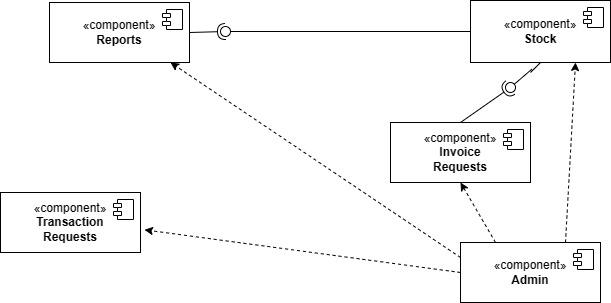 «component»
Reports
«component»
Stock
«component»
Invoice
Requests
«component»
Transaction
Requests
«component»
Admin